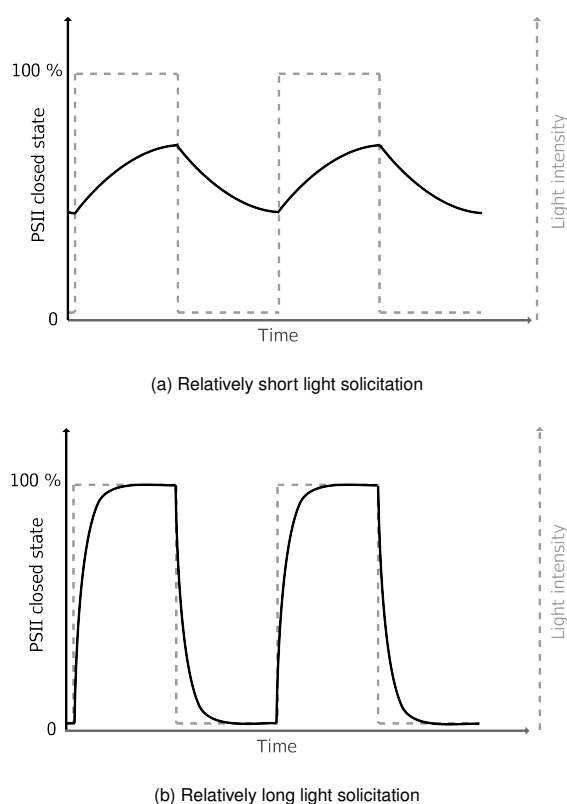 100 %
PSII closed state
Light intensity
0
Time
(a) Relatively short light solicitation
100 %
PSII closed state
Light intensity
0
Time
(b) Relatively long light solicitation